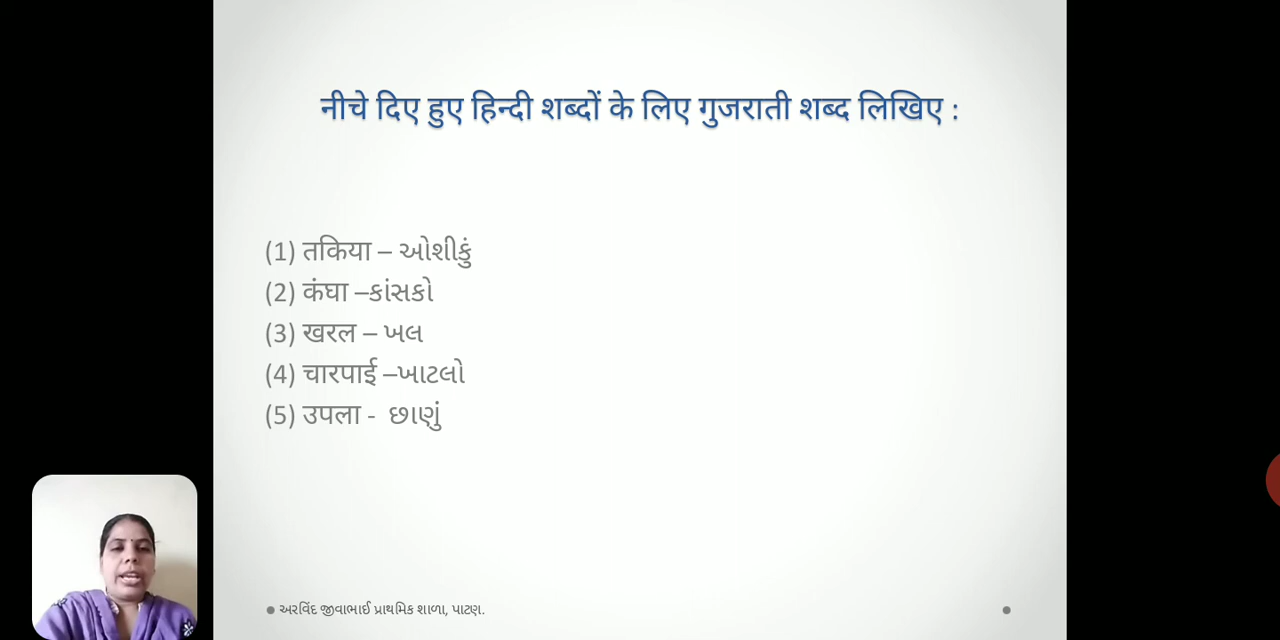 नीचे दिए हुए हिन्दी शब्दों के लिए गुजराती शब्द लिखिए :
(1) तकिया – ઓશીકું
(2) कंघा –કાંસકો
(3) खरल – ખલ
(4) चारपाई –ખાટલો
(5) उपला - છાણું
અરવિંદ જીવાભાઈ પ્રાથમિક શાળા, પાટણ.